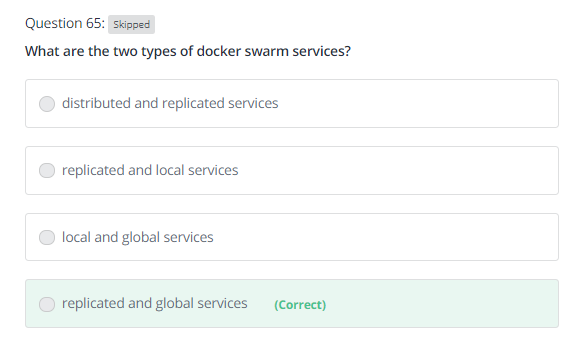 Question 65: Skipped
What are the two types of docker swarm services?
distributed and replicated services
replicated and local services
local and global services
replicated and global services (Correct)